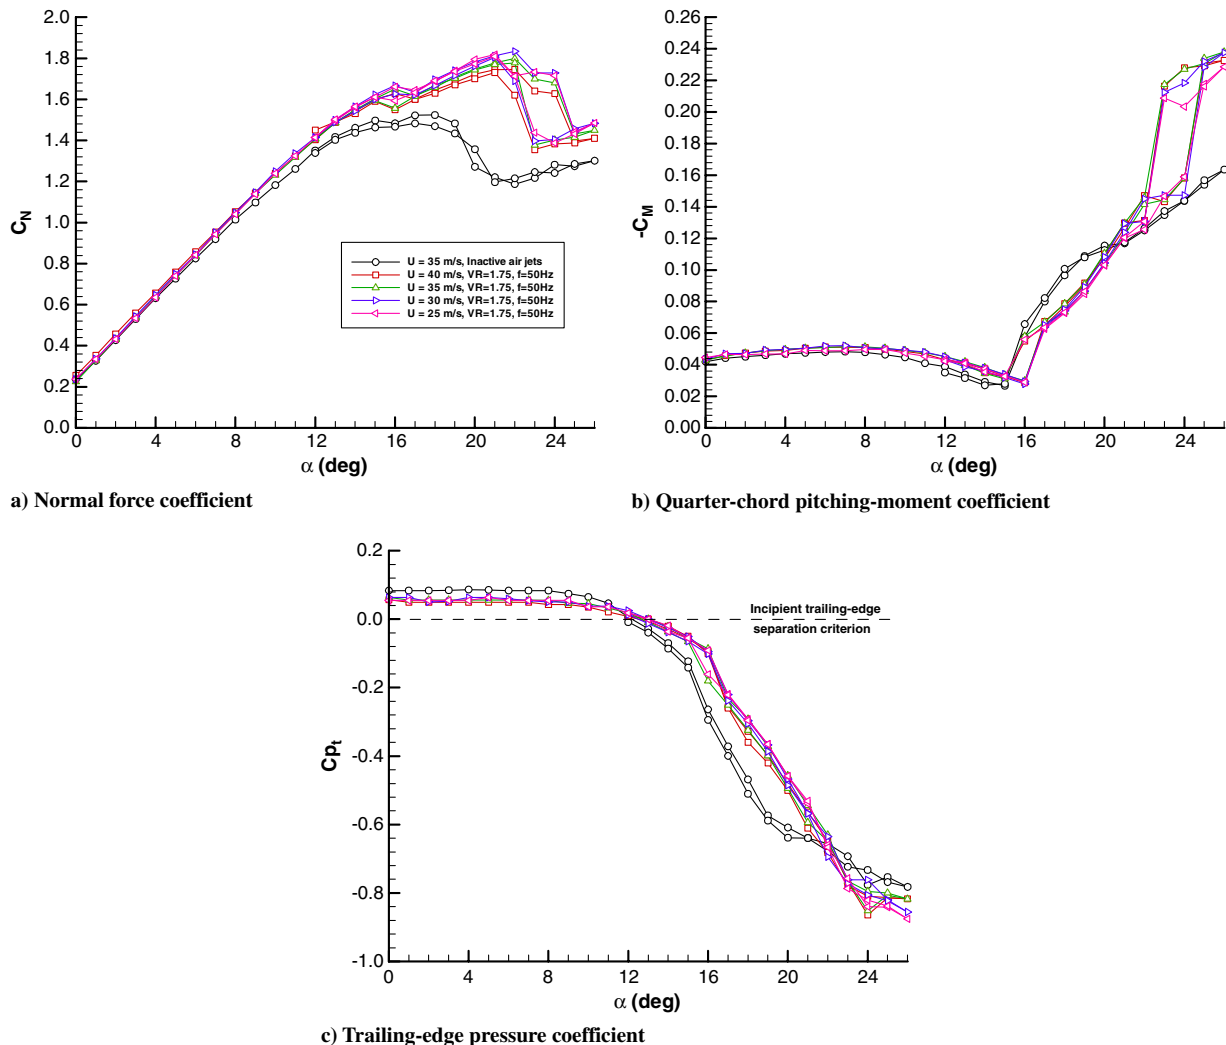 2.0
1.8
1.6
1.4
1.2
1.0
0.8
0.6
0.4
0.2
0.0
C_N
U = 35 m/s, Inactive air jets
U = 40 m/s, VR=1.75, f=50Hz
U = 35 m/s, VR=1.75, f=50Hz
U = 30 m/s, VR=1.75, f=50Hz
U = 25 m/s, VR=1.75, f=50Hz
0 4 8 12 16 20 24
α (deg)
a) Normal force coefficient
0.26
0.24
0.22
0.20
0.18
0.16
0.14
0.12
0.10
0.08
0.06
0.04
0.02
0.00
-C_M
0 4 8 12 16 20 24
α (deg)
b) Quarter-chord pitching-moment coefficient
0.2
0.0
-0.2
-0.4
-0.6
-0.8
-1.0
Cp_t
Incipient trailing-edge
separation criterion
0 4 8 12 16 20 24
α (deg)
c) Trailing-edge pressure coefficient